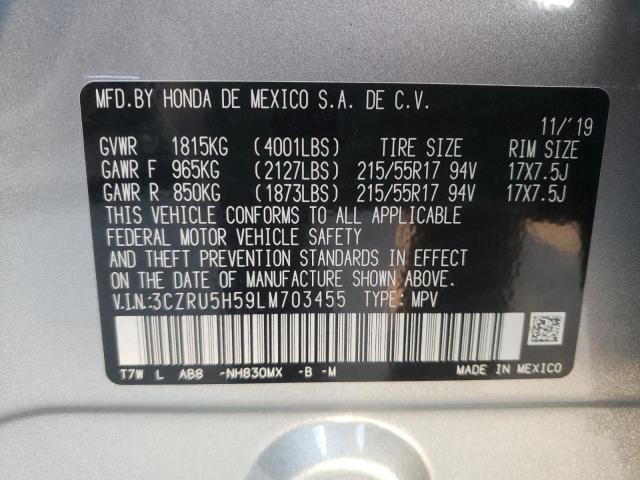 MFD.BY HONDA DE MEXICO S.A. DE C.V.
11/'19
GVWR 1815KG (4001LBS) TIRE SIZE RIM SIZE
GAWR F 965KG (2127LBS) 215/55R17 94V 17X7.5J
GAWR R 850KG (1873LBS) 215/55R17 94V 17X7.5J
THIS VEHICLE CONFORMS TO ALL APPLICABLE
FEDERAL MOTOR VEHICLE SAFETY
AND THEFT PREVENTION STANDARDS IN EFFECT
ON THE DATE OF MANUFACTURE SHOWN ABOVE.
V.I.N.:3CZRU5H59LM703455 TYPE: MPV
T7W L AB8 -NH830MX -B -M
MADE IN MEXICO